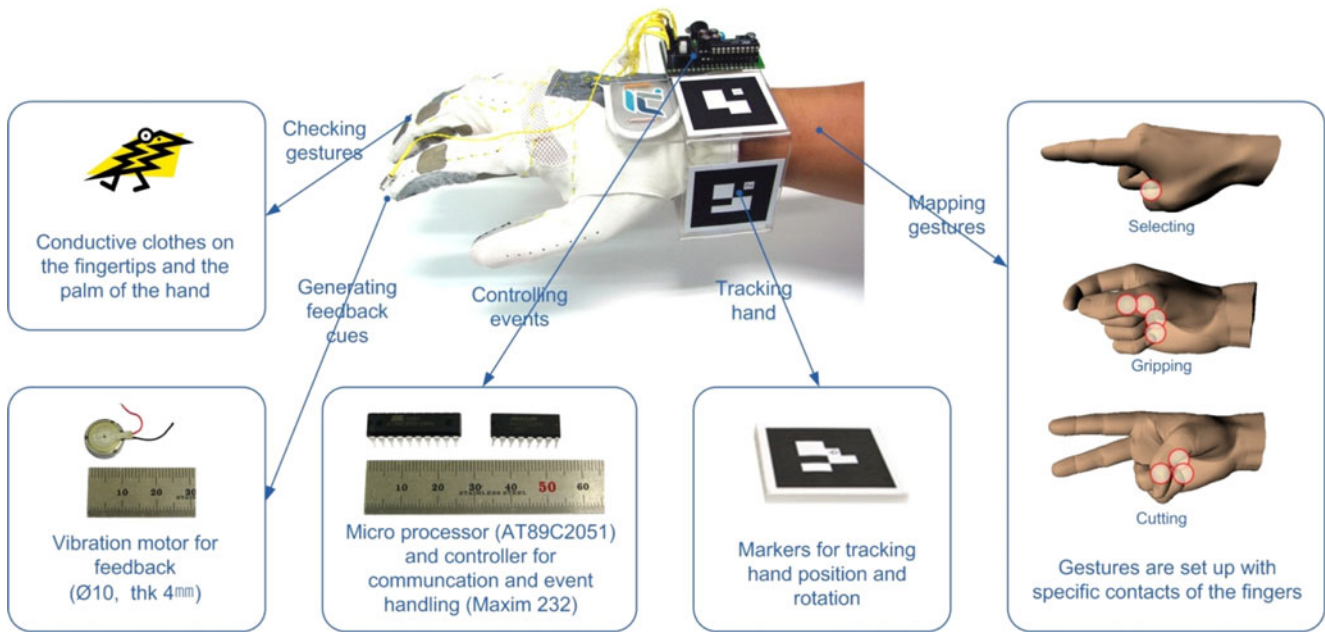 Checking
gestures
Conductive clothes on
the fingertips and the
palm of the hand
Generating
feedback
cues
Controlling
events
Tracking
hand
Mapping
gestures
Selecting
Gripping
Cutting
Gestures are set up with
specific contacts of the fingers
10 20 30
Vibration motor for
feedback
(Ø10, thk 4㎜)
10 20 30 40 50 60
STAINLESS STEEL
Micro processor (AT89C2051)
and controller for
communcation and event
handling (Maxim 232)
Markers for tracking
hand position and
rotation